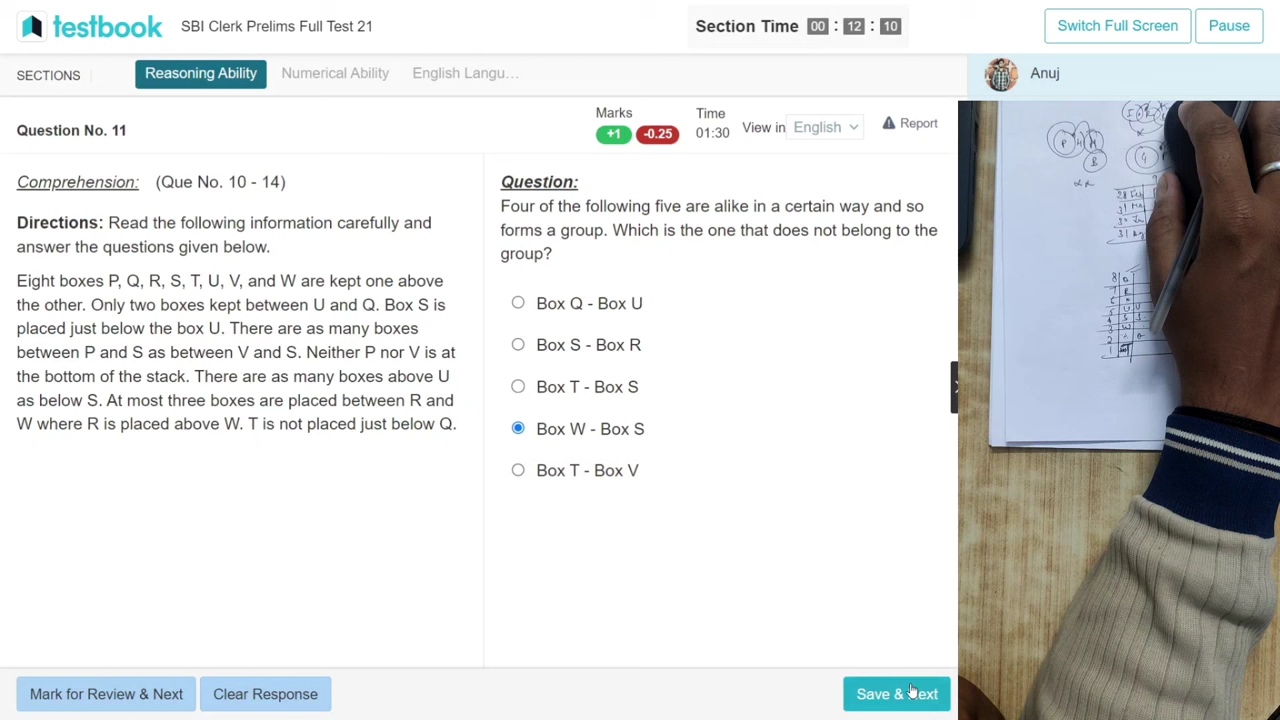 testbook
SBI Clerk Prelims Full Test 21
Section Time 00 : 12 : 10
Switch Full Screen
Pause
SECTIONS
Reasoning Ability
Numerical Ability
English Langu...
Anuj
Question No. 11
Marks
+1 -0.25
Time
01:30
View in English
Report
Comprehension: (Que No. 10 - 14)
Directions: Read the following information carefully and
answer the questions given below.
Eight boxes P, Q, R, S, T, U, V, and W are kept one above
the other. Only two boxes kept between U and Q. Box S is
placed just below the box U. There are as many boxes
between P and S as between V and S. Neither P nor V is at
the bottom of the stack. There are as many boxes above U
as below S. At most three boxes are placed between R and
W where R is placed above W. T is not placed just below Q.
Question:
Four of the following five are alike in a certain way and so
forms a group. Which is the one that does not belong to the
group?
Box Q - Box U
Box S - Box R
Box T - Box S
Box W - Box S
Box T - Box V
Mark for Review & Next
Clear Response
Save & Next